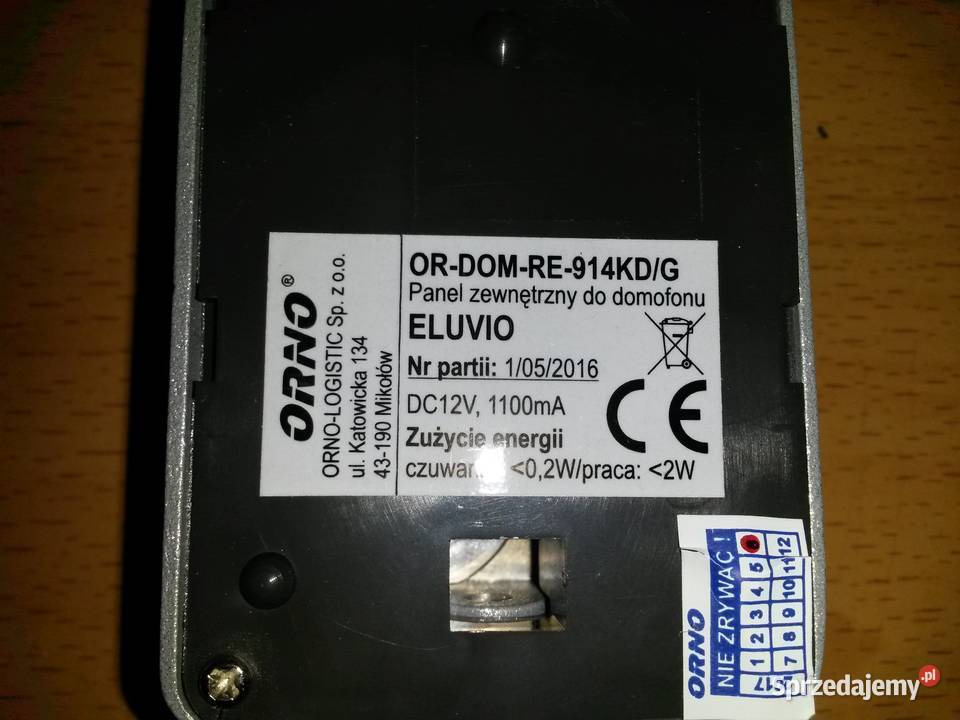 ORNO®
ORNO-LOGISTIC Sp. z o.o.
ul. Katowicka 134
43-190 Mikołów
OR-DOM-RE-914KD/G
Panel zewnętrzny do domofonu
ELUVIO
Nr partii: 1/05/2016
DC12V, 1100mA
CE
Zużycie energii
<0,2W/praca: <2W
ORNO
NIE ZRYWAĆ !
1 2 3 4 5
7 8 9 10 11 12
17
sprzedajemy.pl